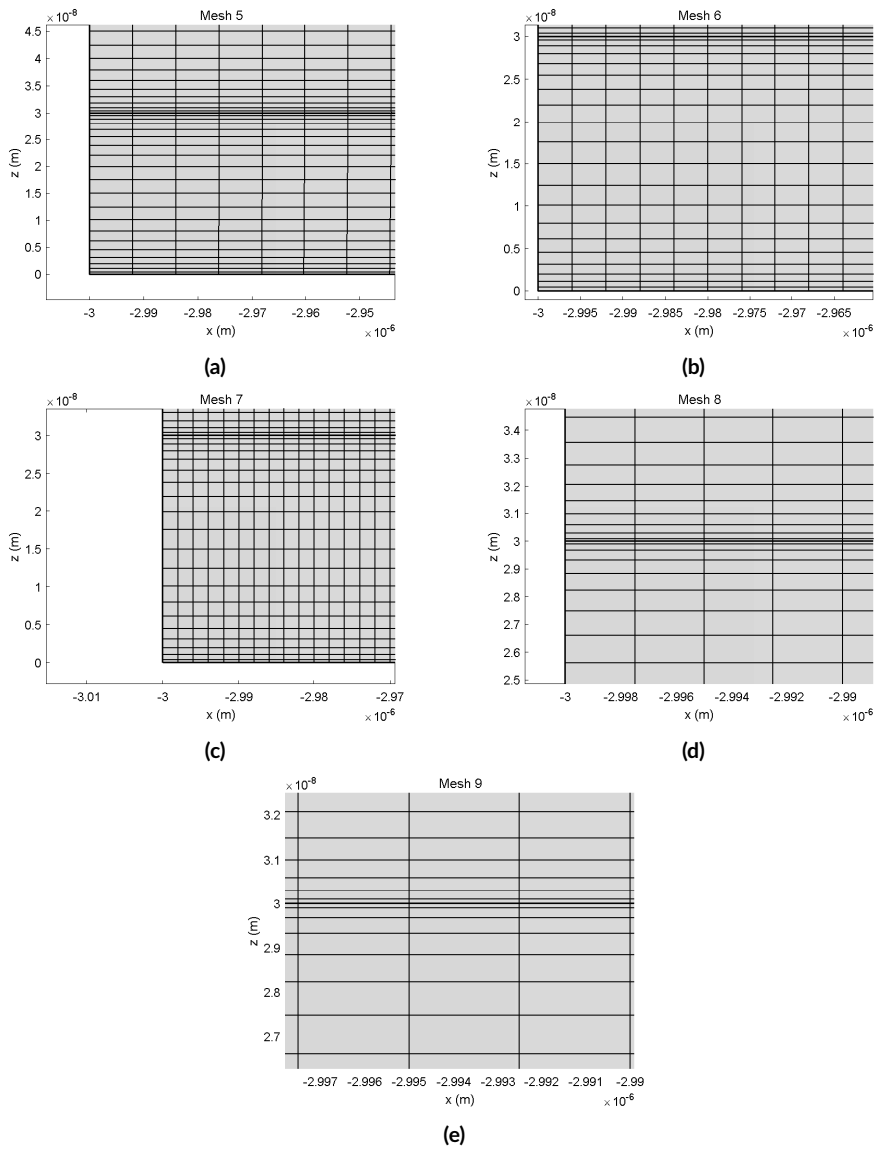 Mesh 5
×10⁻⁸
4.5
4
3.5
3
2.5
2
1.5
1
0.5
0
z (m)
-3 -2.99 -2.98 -2.97 -2.96 -2.95
x (m)
×10⁻⁶
(a)
Mesh 6
×10⁻⁸
3
2.5
2
1.5
1
0.5
0
z (m)
-3 -2.995 -2.99 -2.985 -2.98 -2.975 -2.97 -2.965
x (m)
×10⁻⁶
(b)
Mesh 7
×10⁻⁸
3
2.5
2
1.5
1
0.5
0
z (m)
-3.01 -3 -2.99 -2.98 -2.97
x (m)
×10⁻⁶
(c)
Mesh 8
×10⁻⁸
3.4
3.3
3.2
3.1
3
2.9
2.8
2.7
2.6
2.5
z (m)
-3 -2.998 -2.996 -2.994 -2.992 -2.99
x (m)
×10⁻⁶
(d)
Mesh 9
×10⁻⁸
3.2
3.1
3
2.9
2.8
2.7
z (m)
-2.997 -2.996 -2.995 -2.994 -2.993 -2.992 -2.991 -2.99
x (m)
×10⁻⁶
(e)